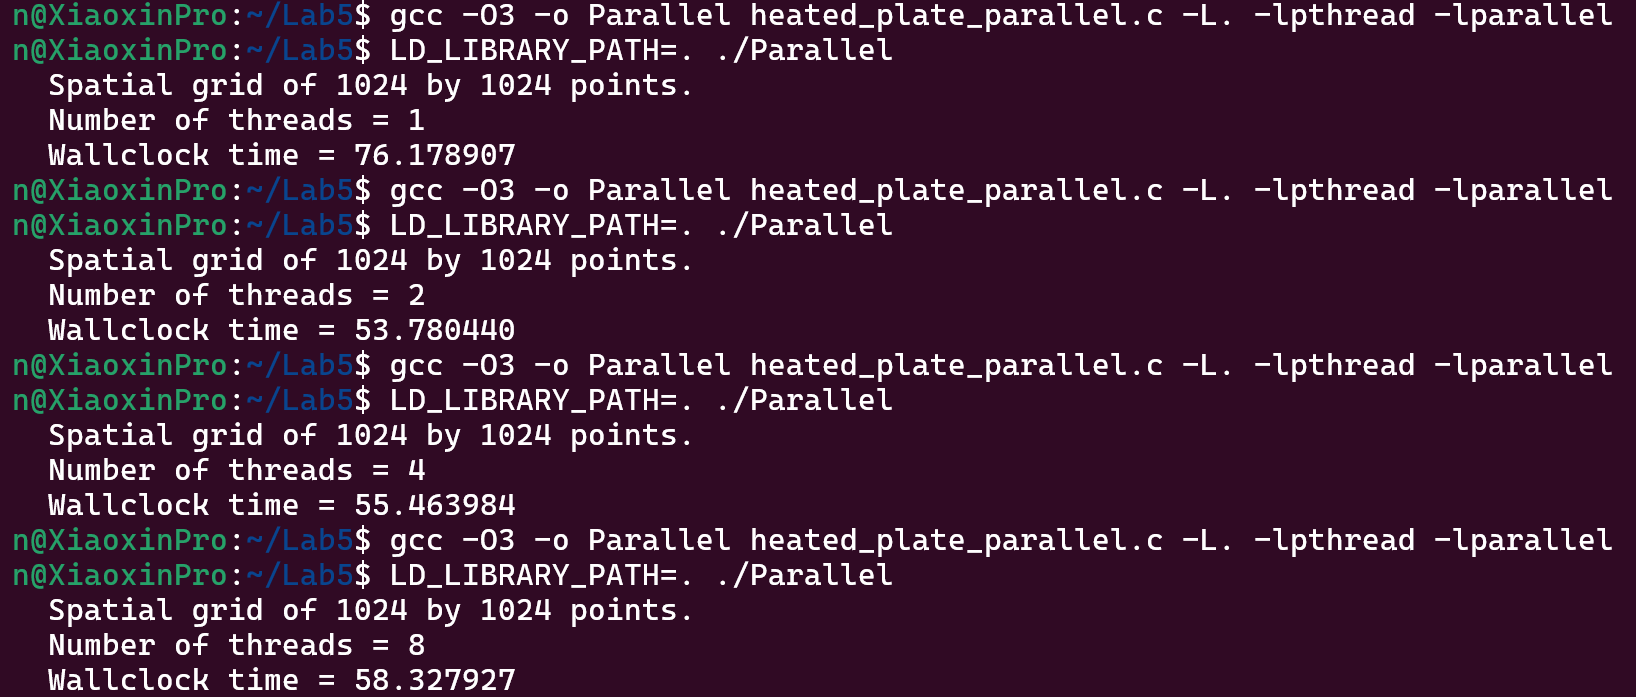 n@XiaoxinPro:~/Lab5$ gcc -O3 -o Parallel heated_plate_parallel.c -L. -lpthread -lparallel
n@XiaoxinPro:~/Lab5$ LD_LIBRARY_PATH=. ./Parallel
Spatial grid of 1024 by 1024 points.
Number of threads = 1
Wallclock time = 76.178907
n@XiaoxinPro:~/Lab5$ gcc -O3 -o Parallel heated_plate_parallel.c -L. -lpthread -lparallel
n@XiaoxinPro:~/Lab5$ LD_LIBRARY_PATH=. ./Parallel
Spatial grid of 1024 by 1024 points.
Number of threads = 2
Wallclock time = 53.780440
n@XiaoxinPro:~/Lab5$ gcc -O3 -o Parallel heated_plate_parallel.c -L. -lpthread -lparallel
n@XiaoxinPro:~/Lab5$ LD_LIBRARY_PATH=. ./Parallel
Spatial grid of 1024 by 1024 points.
Number of threads = 4
Wallclock time = 55.463984
n@XiaoxinPro:~/Lab5$ gcc -O3 -o Parallel heated_plate_parallel.c -L. -lpthread -lparallel
n@XiaoxinPro:~/Lab5$ LD_LIBRARY_PATH=. ./Parallel
Spatial grid of 1024 by 1024 points.
Number of threads = 8
Wallclock time = 58.327927